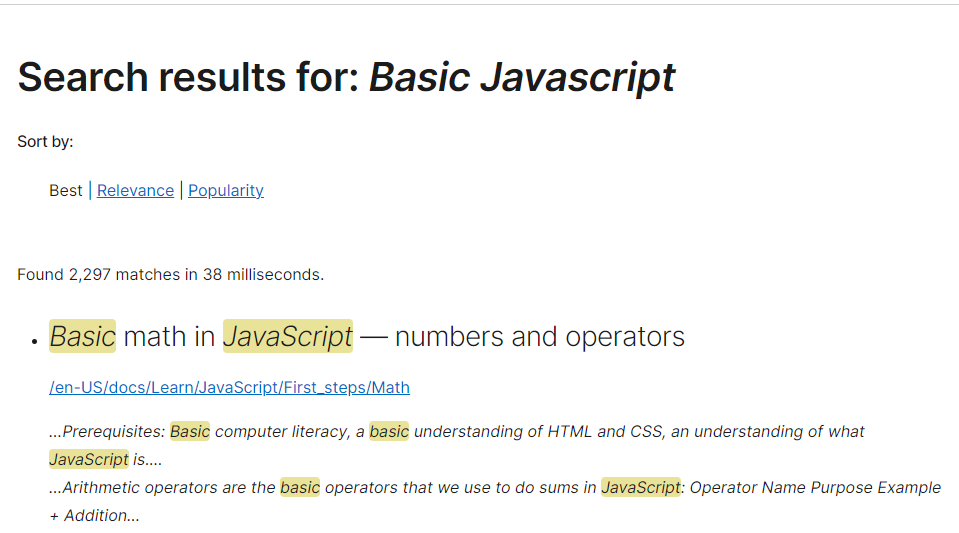 Search results for: Basic Javascript
Sort by:
Best | Relevance | Popularity
Found 2,297 matches in 38 milliseconds.
Basic math in JavaScript — numbers and operators
/en-US/docs/Learn/JavaScript/First_steps/Math
…Prerequisites: Basic computer literacy, a basic understanding of HTML and CSS, an understanding of what
JavaScript is.…
…Arithmetic operators are the basic operators that we use to do sums in JavaScript: Operator Name Purpose Example
+ Addition…